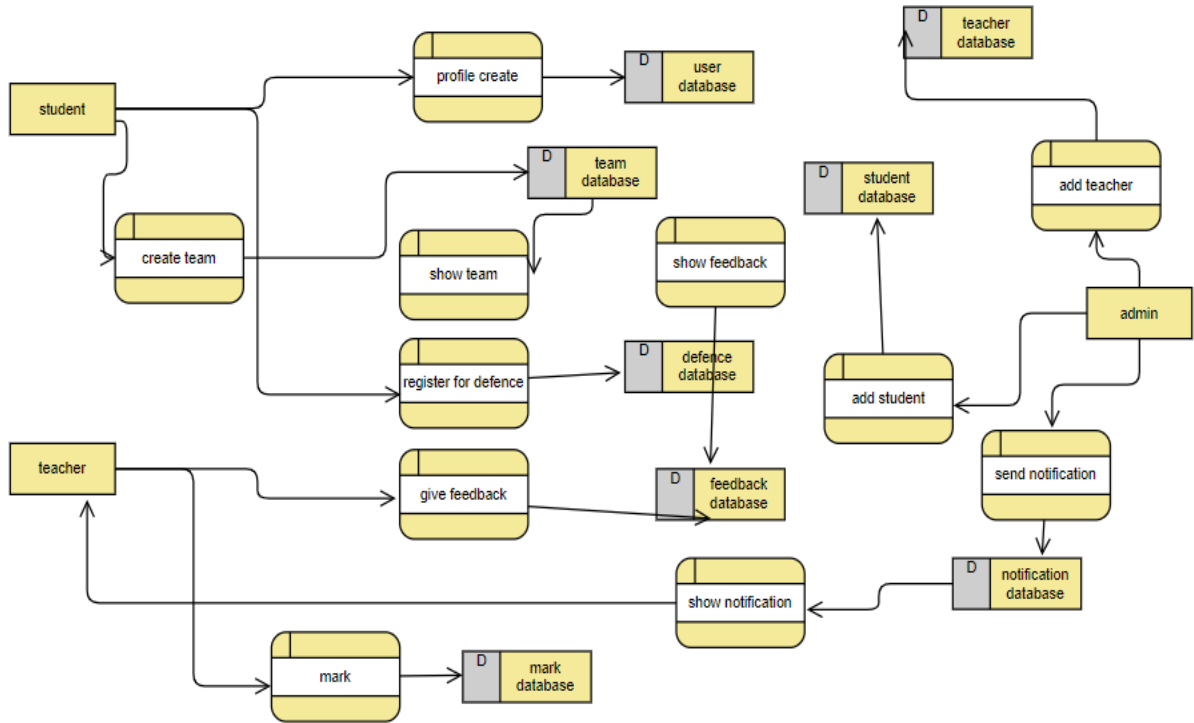 D
teacher
database
profile create
D
user
database
student
D
team
database
add teacher
D
student
database
create team
show team
show feedback
admin
register for defence
D
defence
database
add student
teacher
give feedback
D
feedback
database
send notification
D
notification
database
show notification
mark
D
mark
database